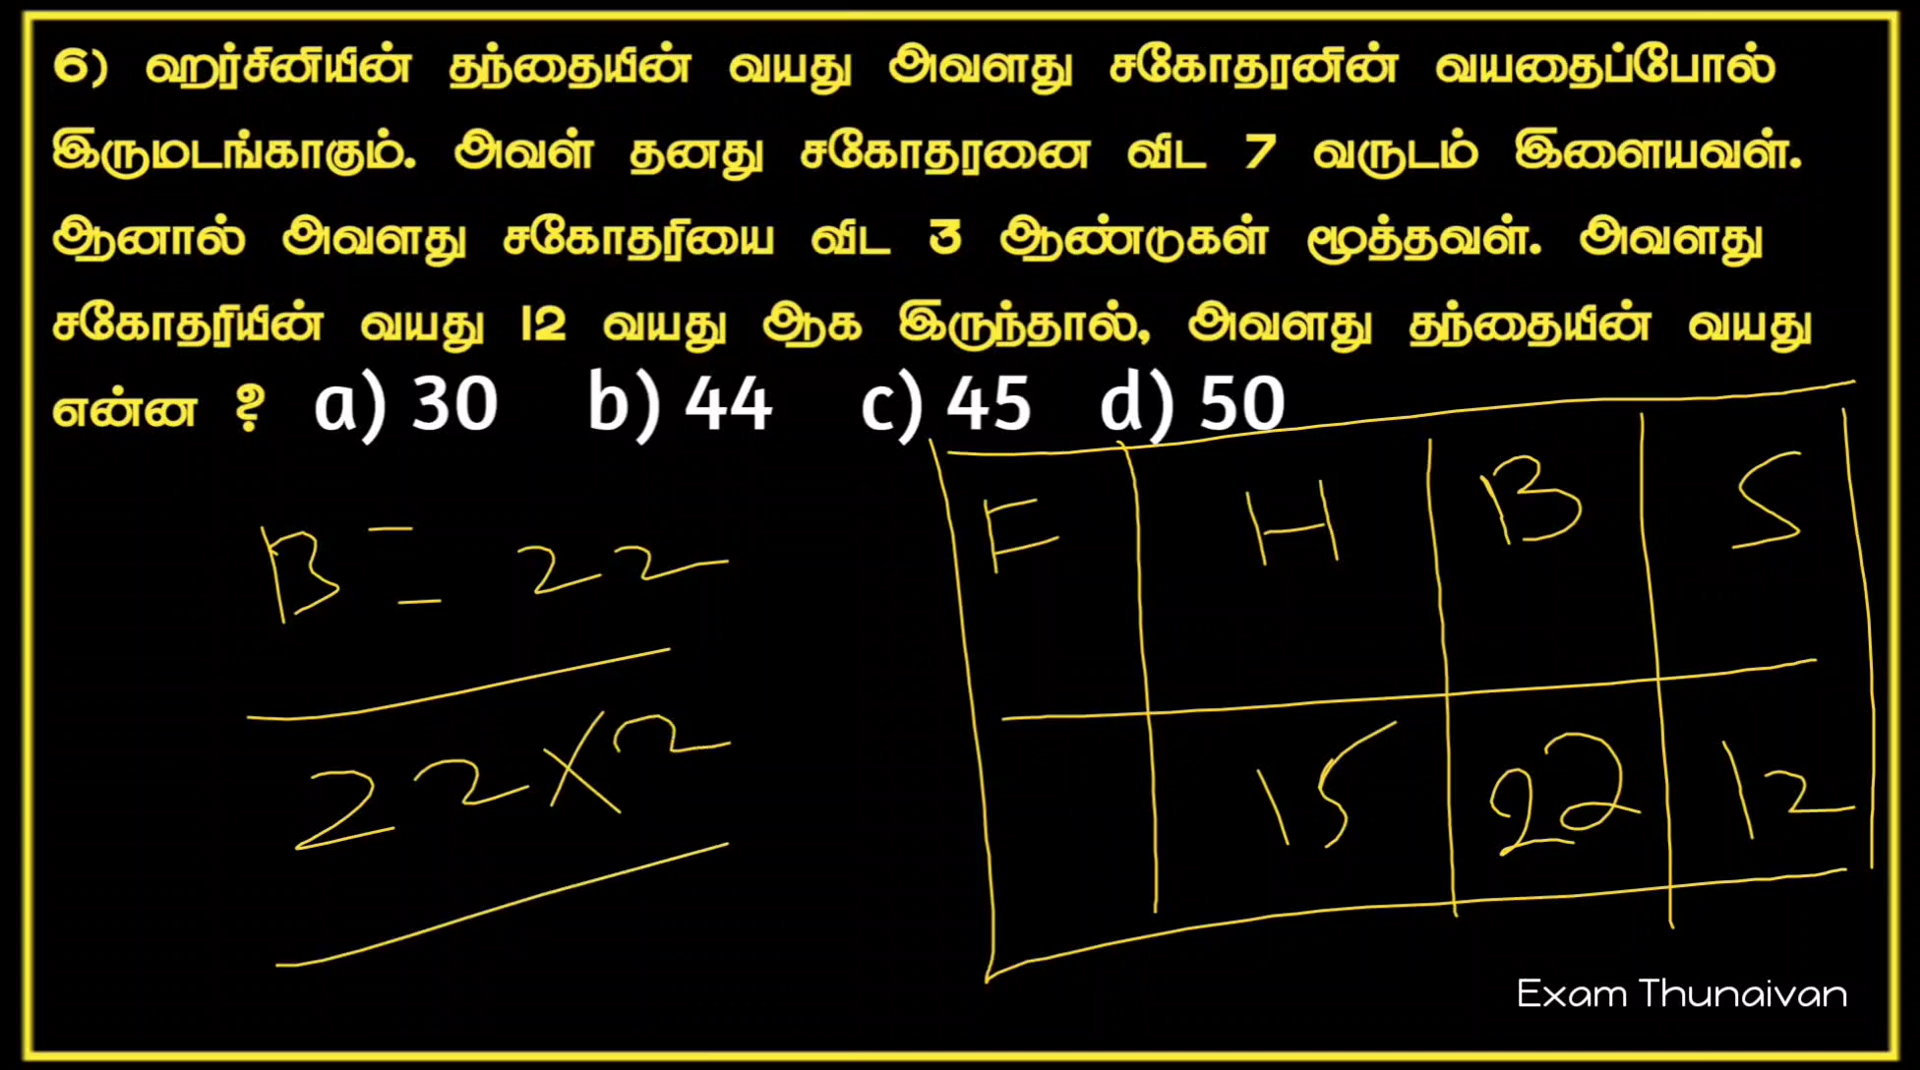 6) ஹர்சினியின் தந்தையின் வயது அவளது சகோதரனின் வயதைப்போல்
இருமடங்காகும். அவள் தனது சகோதரனை விட 7 வருடம் இளையவள்.
ஆனால் அவளது சகோதரியை விட 3 ஆண்டுகள் மூத்தவள். அவளது
சகோதரியின் வயது 12 வயது ஆக இருந்தால், அவளது தந்தையின் வயது
என்ன ? a) 30 b) 44 c) 45 d) 50
F H B S
B = 22
22 × 2
15 22 12
Exam Thunaivan